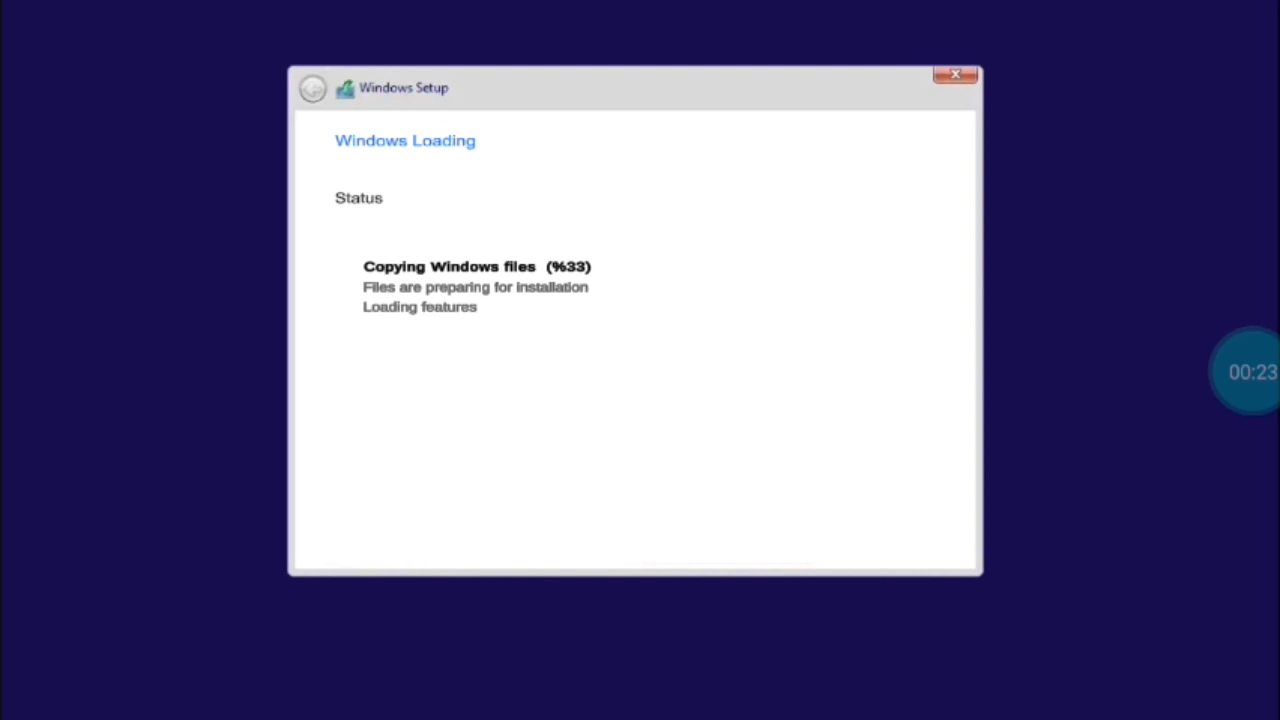 Windows Setup
Windows Loading
Status
Copying Windows files (%33)
Files are preparing for installation
Loading features
00:23